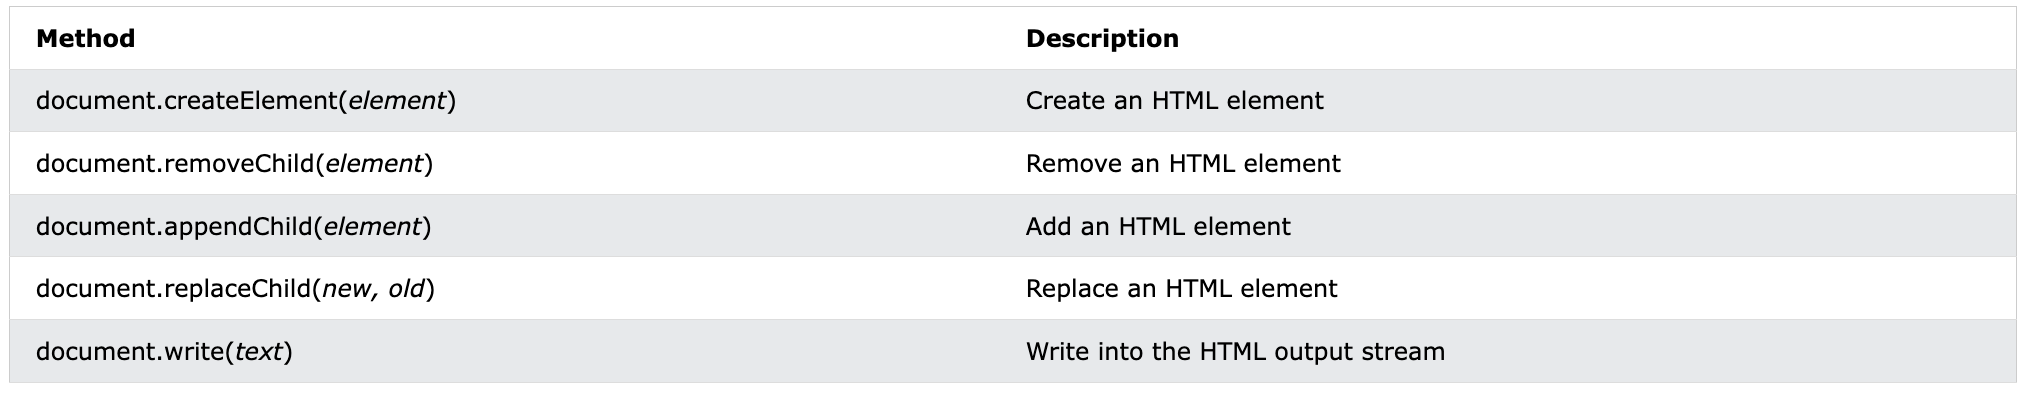 Method Description
document.createElement(element) Create an HTML element
document.removeChild(element) Remove an HTML element
document.appendChild(element) Add an HTML element
document.replaceChild(new, old) Replace an HTML element
document.write(text) Write into the HTML output stream